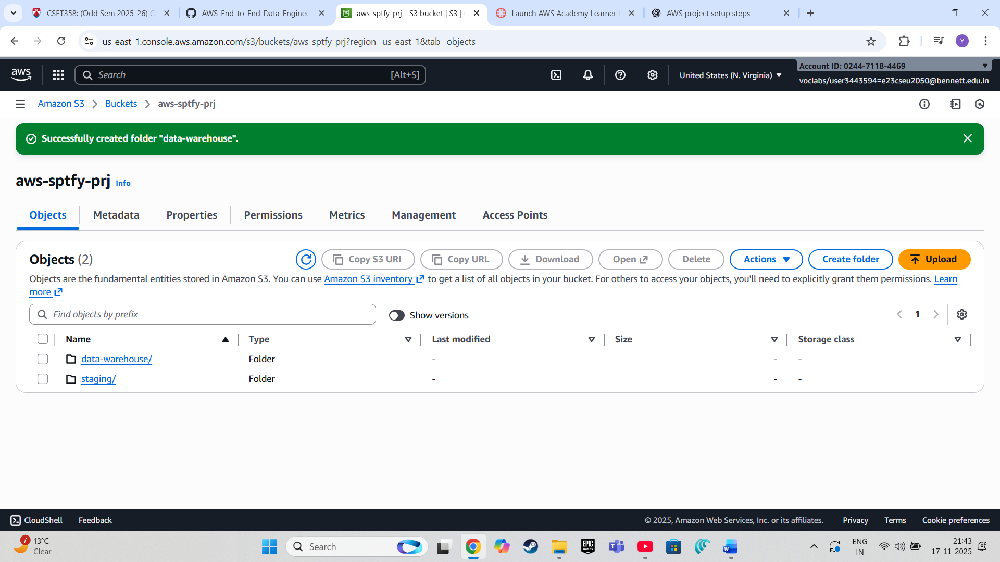 CSET358: (Odd Sem 2025-26) C
AWS-End-to-End-Data-Enginee
aws-sptfy-prj - S3 bucket | S3 |
Launch AWS Academy Learner
AWS project setup steps
us-east-1.console.aws.amazon.com/s3/buckets/aws-sptfy-prj?region=us-east-1&tab=objects
Y
aws
Search
[Alt+S]
United States (N. Virginia)
Account ID: 0244-7118-4469
voclabs/user3443594=e23cseu2050@bennett.edu.in
Amazon S3
Buckets
aws-sptfy-prj
Successfully created folder "data-warehouse".
aws-sptfy-prj Info
Objects
Metadata
Properties
Permissions
Metrics
Management
Access Points
Objects (2)
Copy S3 URI
Copy URL
Download
Open
Delete
Actions
Create folder
Upload
Objects are the fundamental entities stored in Amazon S3. You can use Amazon S3 inventory to get a list of all objects in your bucket. For others to access your objects, you'll need to explicitly grant them permissions. Learn
more
Find objects by prefix
Show versions
1
Name Type Last modified Size Storage class
data-warehouse/ Folder - - -
staging/ Folder - - -
CloudShell
Feedback
© 2025, Amazon Web Services, Inc. or its affiliates.
Privacy
Terms
Cookie preferences
7
13°C
Clear
Search
EPIC
GAMES
T
W
ENG
IN
21:43
17-11-2025